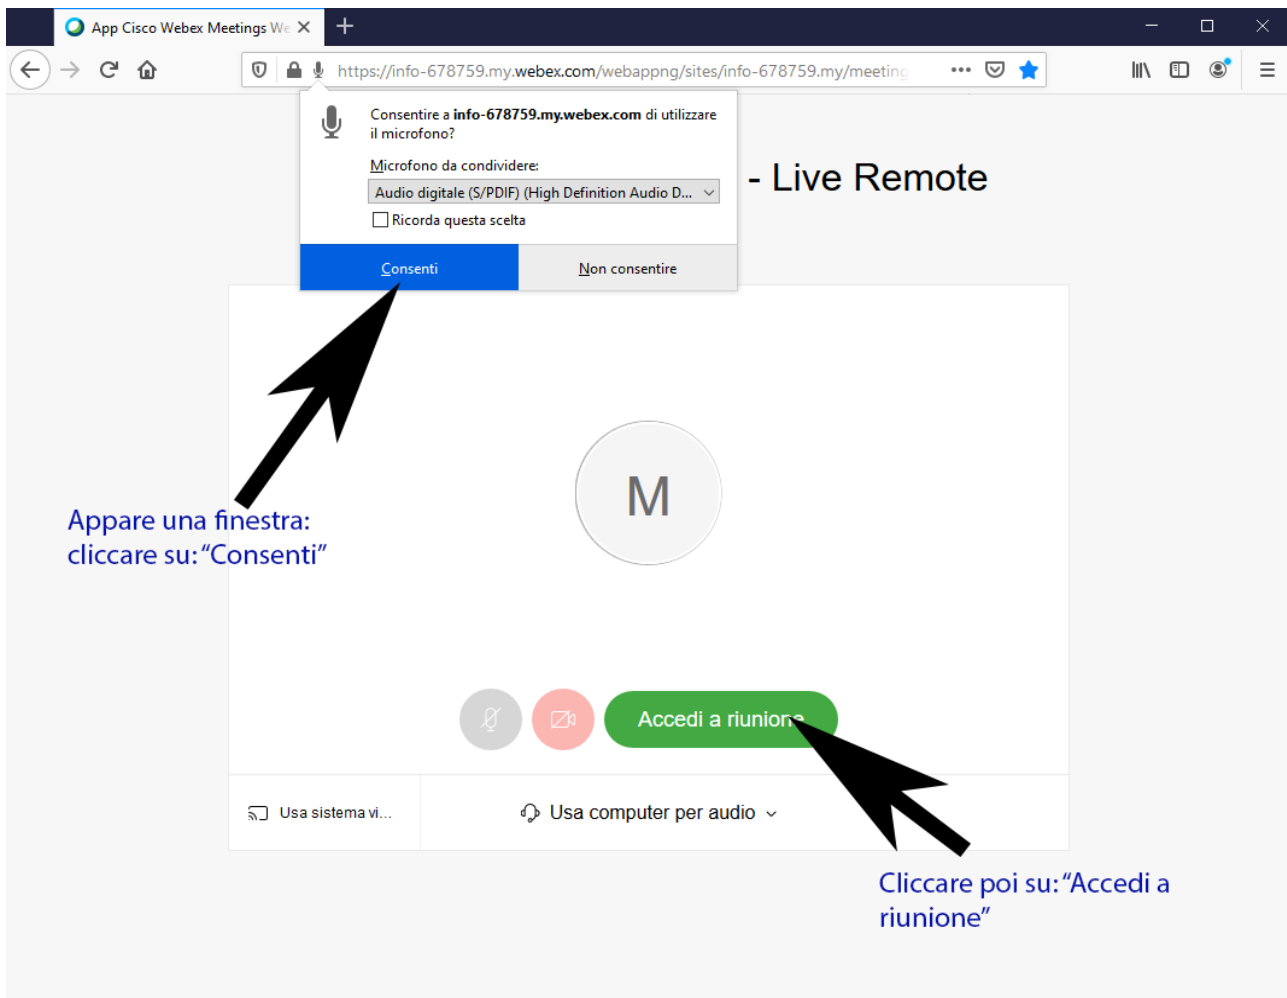 App Cisco Webex Meetings We
https://info-678759.my.webex.com/webappng/sites/info-678759.my/meeting
Consentire a info-678759.my.webex.com di utilizzare
il microfono?
Microfono da condividere:
Audio digitale (S/PDIF) (High Definition Audio D...
Ricorda questa scelta
Consenti
Non consentire
- Live Remote
M
Appare una finestra:
cliccare su: "Consenti"
Accedi a riunione
Usa sistema vi...
Usa computer per audio
Cliccare poi su: "Accedi a
riunione"